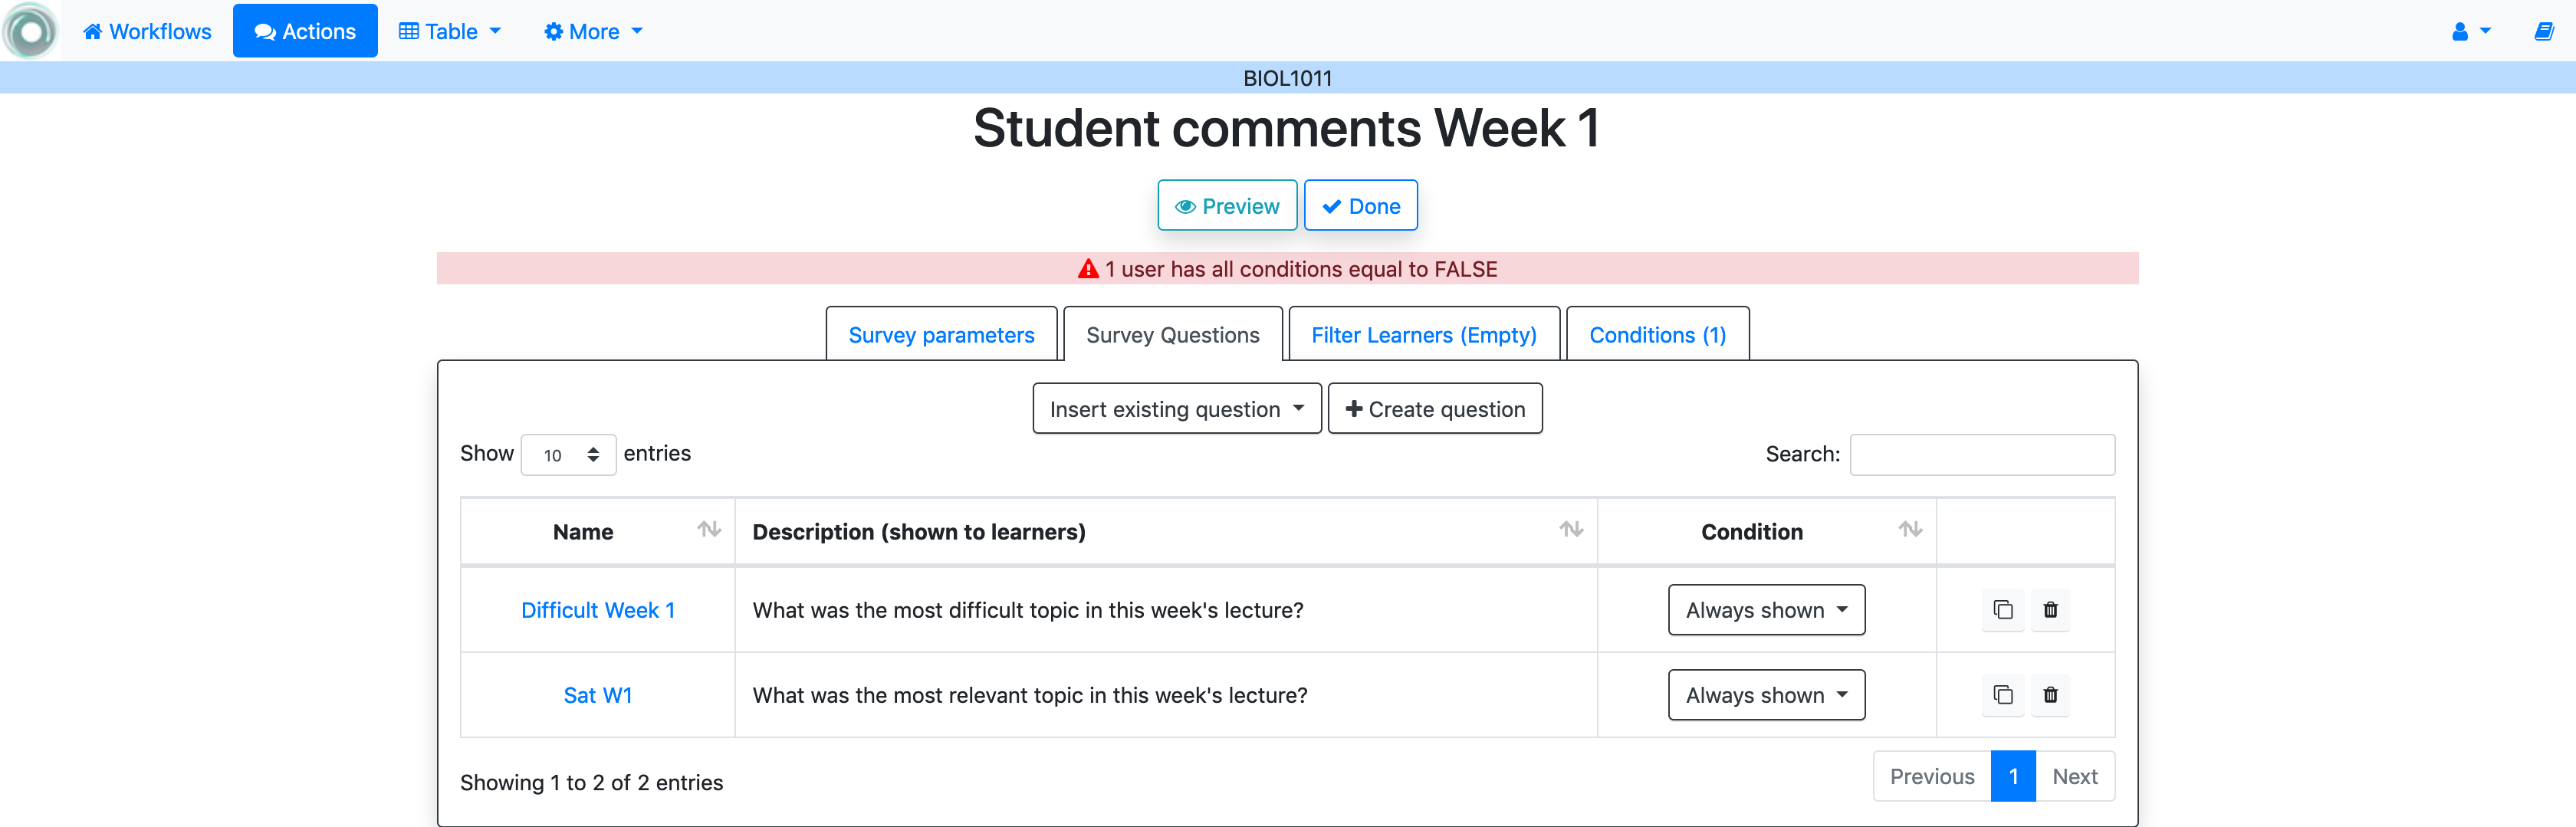 Workflows Actions Table More
BIOL1011
Student comments Week 1
Preview Done
1 user has all conditions equal to FALSE
Survey parameters Survey Questions Filter Learners (Empty) Conditions (1)
Insert existing question Create question
Show 10 entries Search:
Name Description (shown to learners) Condition
Difficult Week 1 What was the most difficult topic in this week's lecture? Always shown
Sat W1 What was the most relevant topic in this week's lecture? Always shown
Showing 1 to 2 of 2 entries Previous 1 Next